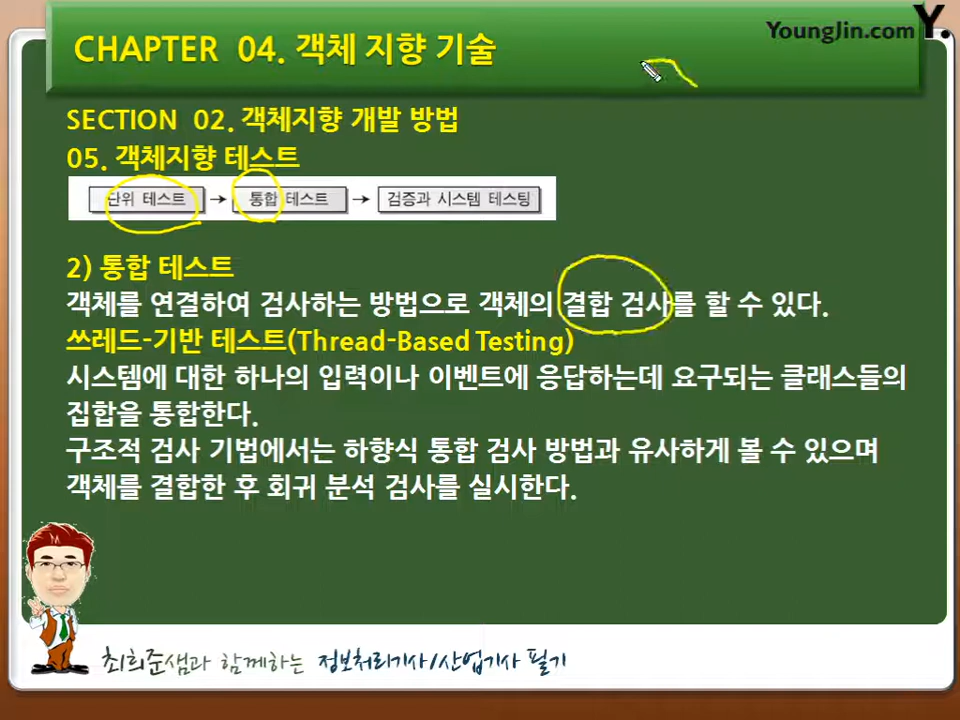 YoungJin.com Y.
CHAPTER 04. 객체 지향 기술
SECTION 02. 객체지향 개발 방법
05. 객체지향 테스트
단위 테스트 → 통합 테스트 → 검증과 시스템 테스팅
2) 통합 테스트
객체를 연결하여 검사하는 방법으로 객체의 결합 검사를 할 수 있다.
쓰레드-기반 테스트(Thread-Based Testing)
시스템에 대한 하나의 입력이나 이벤트에 응답하는데 요구되는 클래스들의
집합을 통합한다.
구조적 검사 기법에서는 하향식 통합 검사 방법과 유사하게 볼 수 있으며
객체를 결합한 후 회귀 분석 검사를 실시한다.
최희준샘과 함께하는 정보처리기사/산업기사 필기